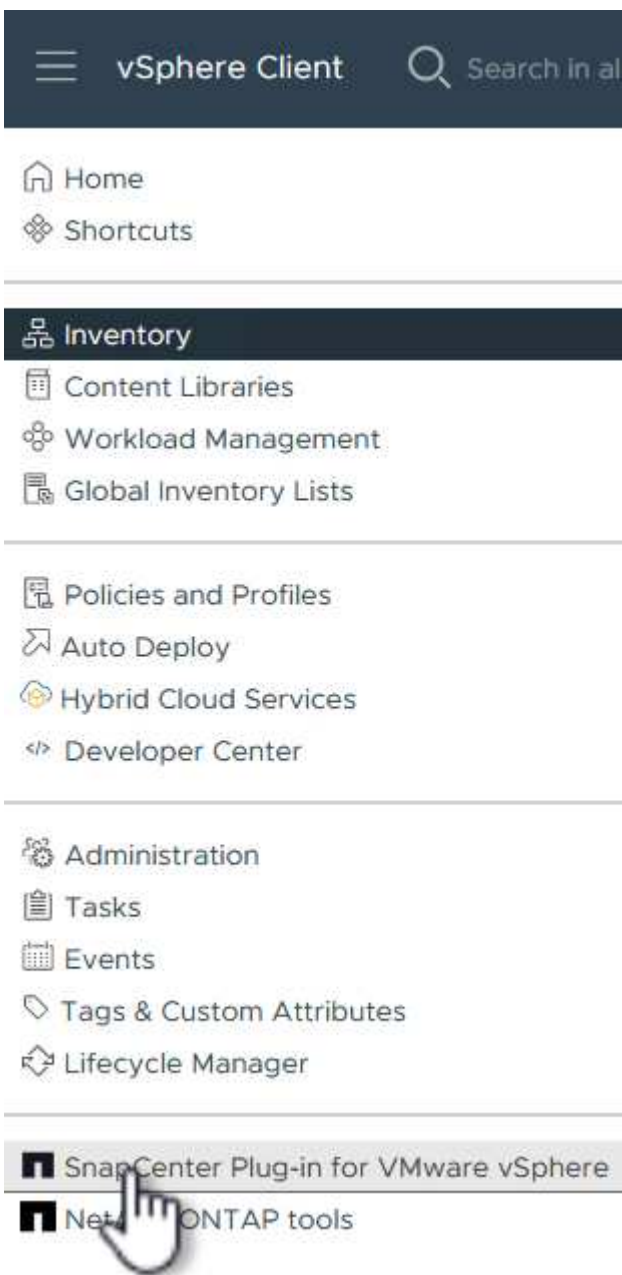 vSphere Client
Search in al
Home
Shortcuts
Inventory
Content Libraries
Workload Management
Global Inventory Lists
Policies and Profiles
Auto Deploy
Hybrid Cloud Services
Developer Center
Administration
Tasks
Events
Tags & Custom Attributes
Lifecycle Manager
SnapCenter Plug-in for VMware vSphere
ONTAP tools